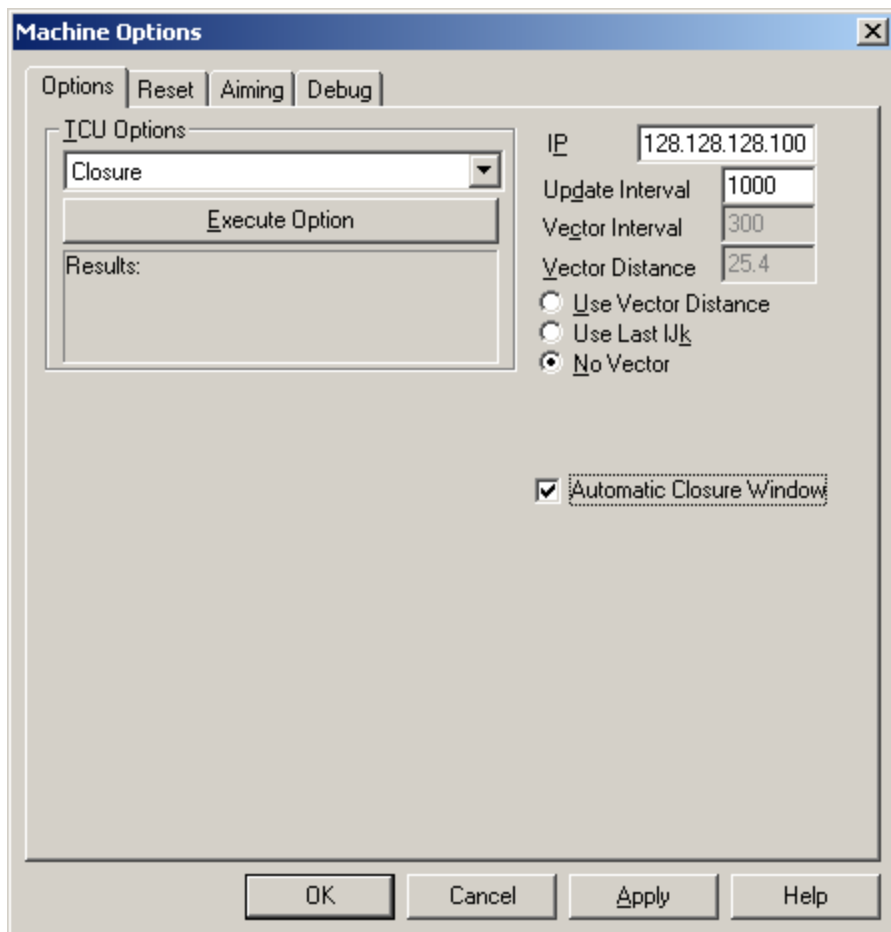 Machine Options
Options Reset Aiming Debug
TCU Options
Closure
Execute Option
Results:
IP 128.128.128.100
Update Interval 1000
Vector Interval 300
Vector Distance 25.4
Use Vector Distance
Use Last IJk
No Vector
Automatic Closure Window
OK Cancel Apply Help